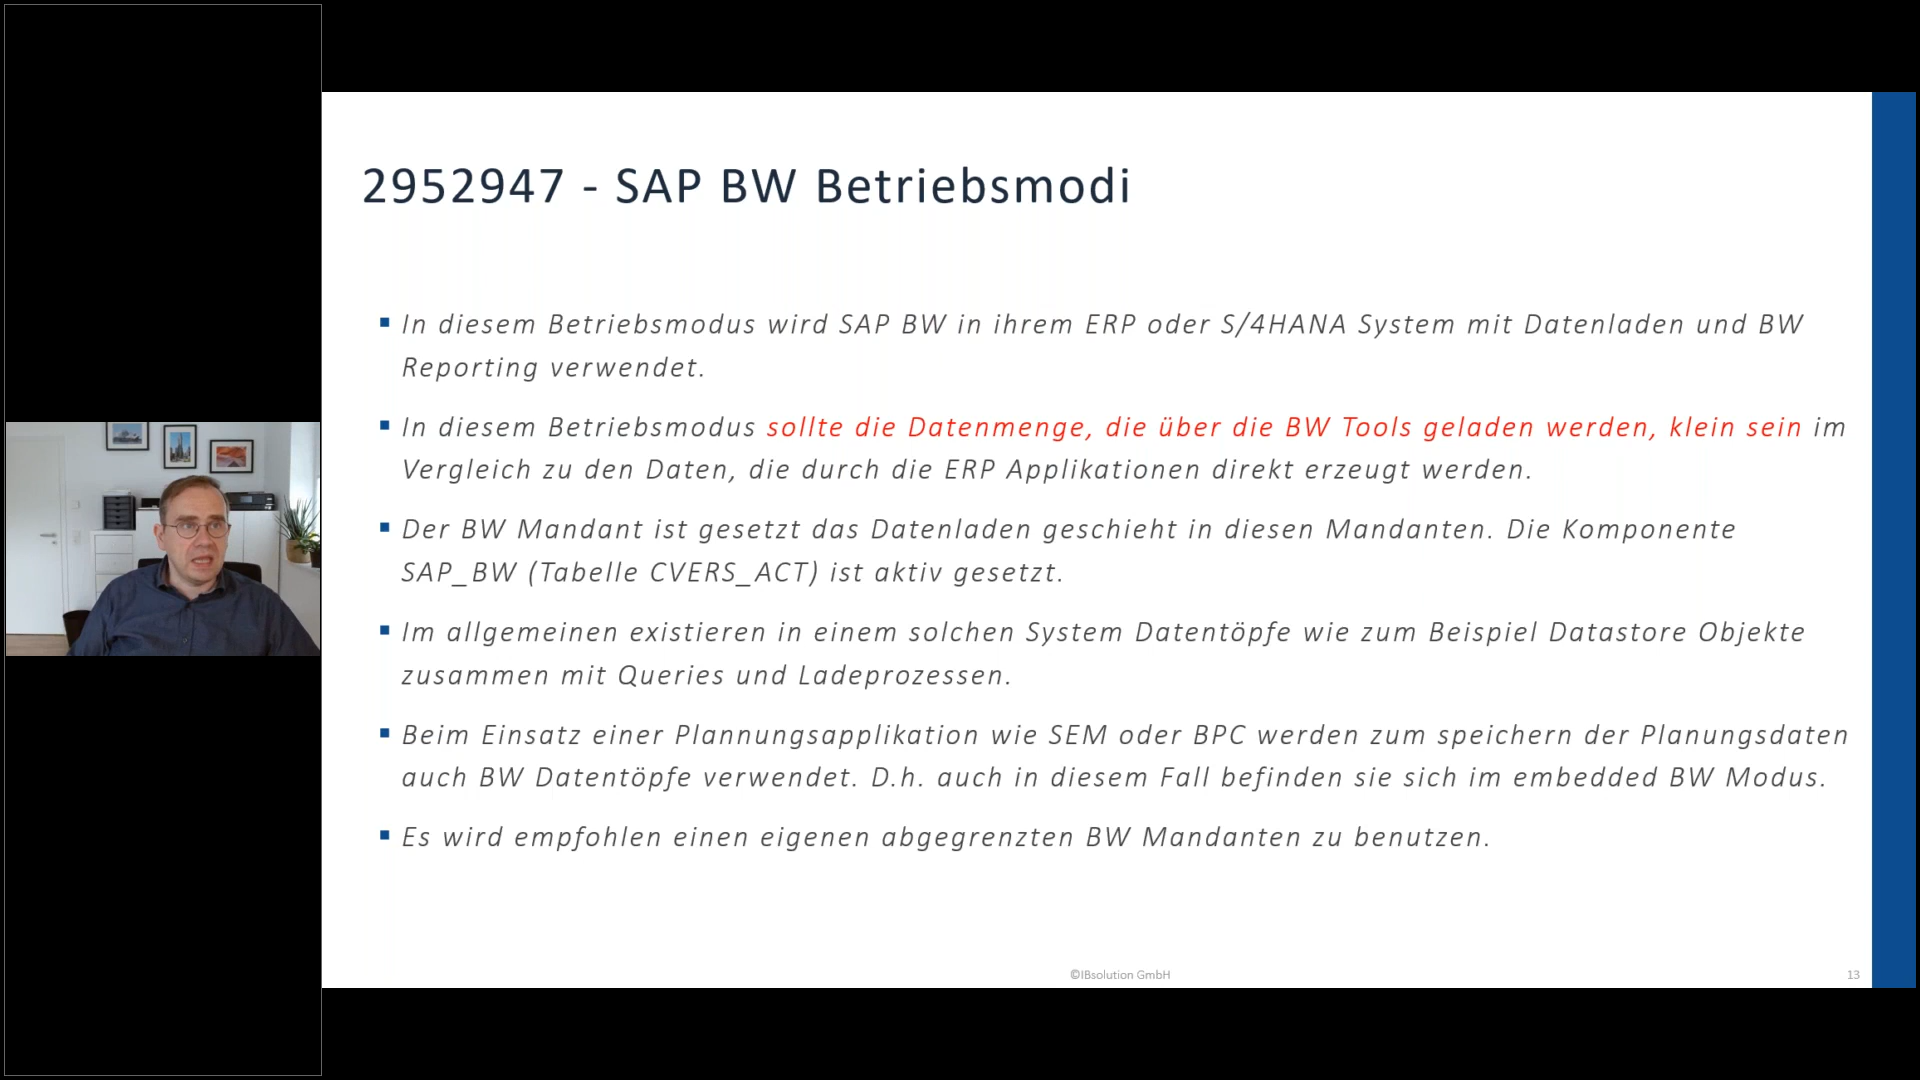 2952947 - SAP BW Betriebsmodi
In diesem Betriebsmodus wird SAP BW in ihrem ERP oder S/4HANA System mit Datenladen und BW
Reporting verwendet.
In diesem Betriebsmodus sollte die Datenmenge, die über die BW Tools geladen werden, klein sein im
Vergleich zu den Daten, die durch die ERP Applikationen direkt erzeugt werden.
Der BW Mandant ist gesetzt das Datenladen geschieht in diesen Mandanten. Die Komponente
SAP_BW (Tabelle CVERS_ACT) ist aktiv gesetzt.
Im allgemeinen existieren in einem solchen System Datentöpfe wie zum Beispiel Datastore Objekte
zusammen mit Queries und Ladeprozessen.
Beim Einsatz einer Plannungsapplikation wie SEM oder BPC werden zum speichern der Planungsdaten
auch BW Datentöpfe verwendet. D.h. auch in diesem Fall befinden sie sich im embedded BW Modus.
Es wird empfohlen einen eigenen abgegrenzten BW Mandanten zu benutzen.
©IBsolution GmbH
13